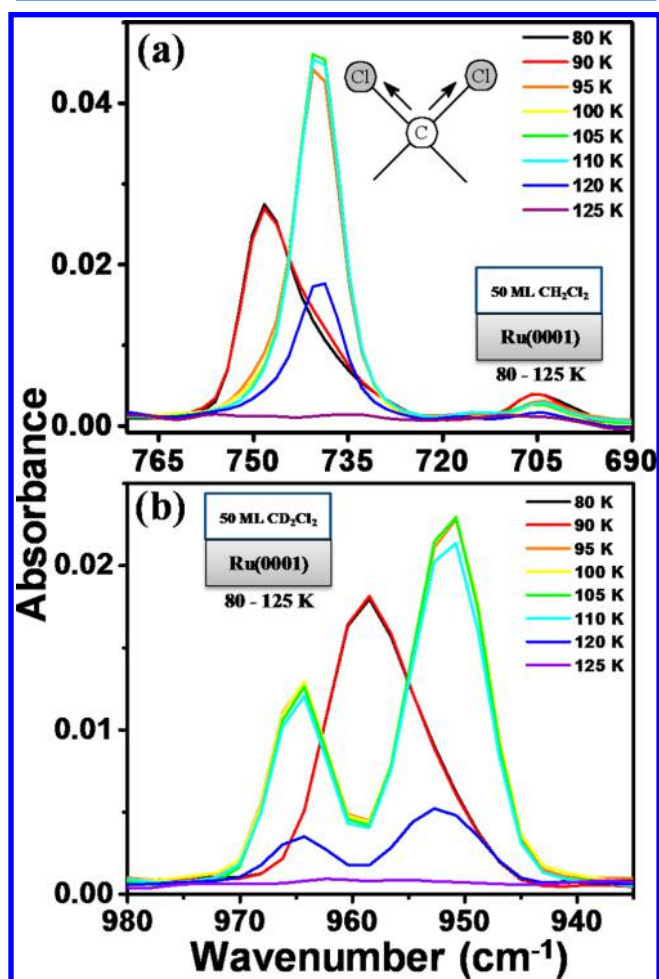 (a)
Cl
Cl
C
80 K
90 K
95 K
100 K
105 K
110 K
120 K
125 K
0.04
0.02
0.00
50 ML CH₂Cl₂
Ru(0001)
80 - 125 K
765 750 735 720 705 690
(b)
50 ML CD₂Cl₂
Ru(0001)
80 - 125 K
80 K
90 K
95 K
100 K
105 K
110 K
120 K
125 K
0.02
0.01
0.00
980 970 960 950 940
Absorbance
Wavenumber (cm⁻¹)